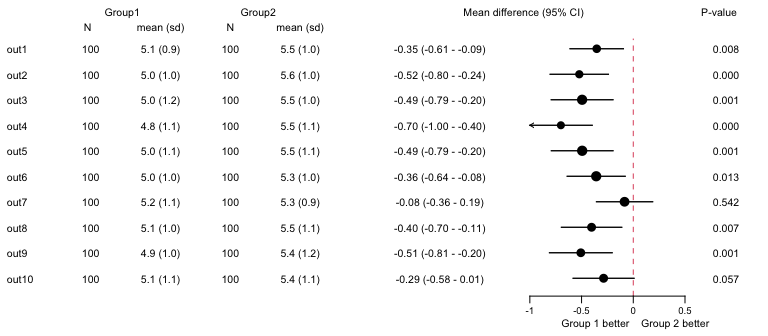 Group1 Group2 Mean difference (95% CI) P-value
N mean (sd) N mean (sd)
out1 100 5.1 (0.9) 100 5.5 (1.0) -0.35 (-0.61 - -0.09) 0.008
out2 100 5.0 (1.0) 100 5.6 (1.0) -0.52 (-0.80 - -0.24) 0.000
out3 100 5.0 (1.2) 100 5.5 (1.0) -0.49 (-0.79 - -0.20) 0.001
out4 100 4.8 (1.1) 100 5.5 (1.1) -0.70 (-1.00 - -0.40) 0.000
out5 100 5.0 (1.1) 100 5.5 (1.1) -0.49 (-0.79 - -0.20) 0.001
out6 100 5.0 (1.0) 100 5.3 (1.0) -0.36 (-0.64 - -0.08) 0.013
out7 100 5.2 (1.1) 100 5.3 (0.9) -0.08 (-0.36 - 0.19) 0.542
out8 100 5.1 (1.0) 100 5.5 (1.1) -0.40 (-0.70 - -0.11) 0.007
out9 100 4.9 (1.0) 100 5.4 (1.2) -0.51 (-0.81 - -0.20) 0.001
out10 100 5.1 (1.1) 100 5.4 (1.1) -0.29 (-0.58 - 0.01) 0.057
-1 -0.5 0 0.5
Group 1 better Group 2 better